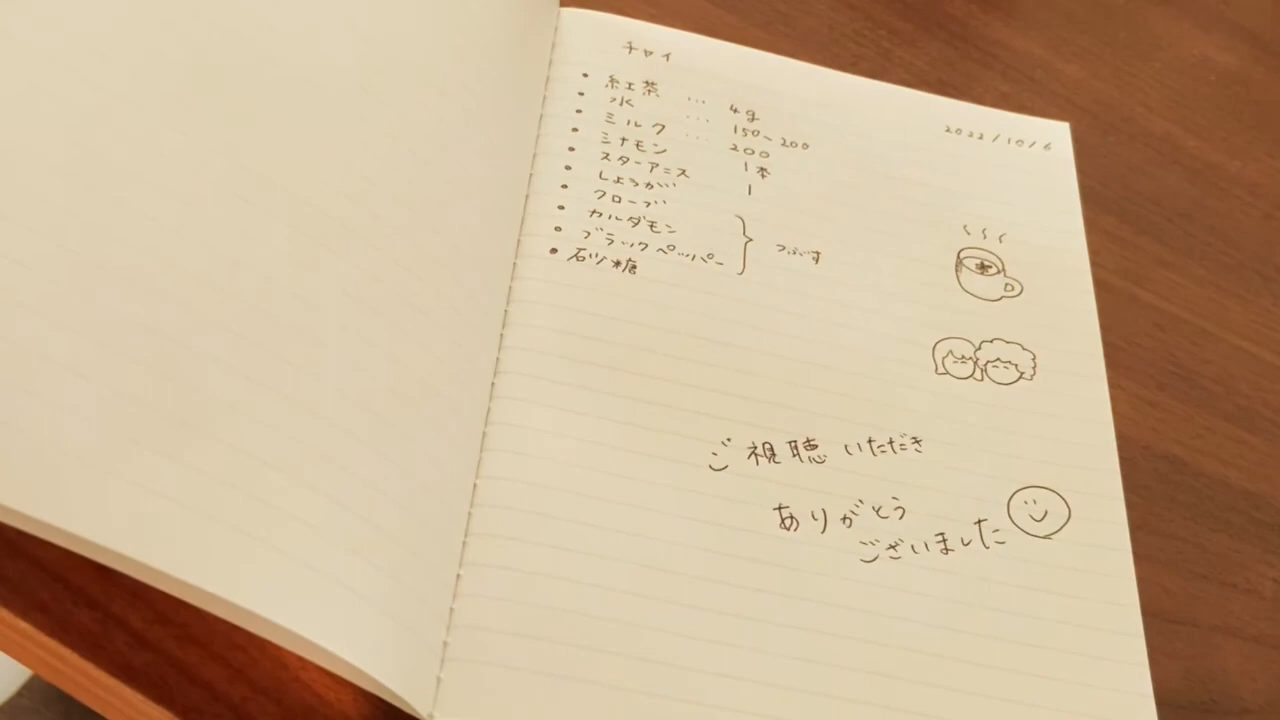 チャイ
2022/10/6
• 紅茶 ... 4g
• 水 ... 150~200
• ミルク ... 200
• シナモン 1本
• スターアニス 1
• しょうが
• クローブ
• カルダモン
• ブラックペッパー
} つぶす
• 砂糖
ご視聴いただき
ありがとう
ございました